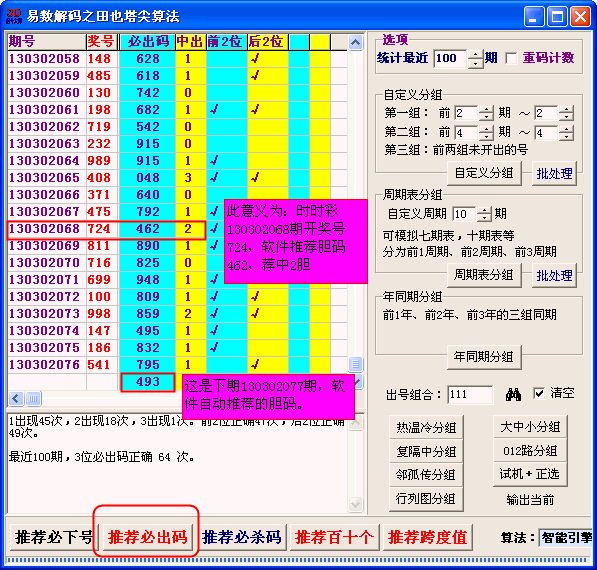 易数解码之田也塔尖算法
期号 奖号 必出码 中出 前2位 后2位
130302058 148 628 1 √
130302059 485 618 1 √
130302060 130 742 0
130302061 198 682 1 √ √
130302062 719 542 0
130302063 232 915 0
130302064 989 915 1 √
130302065 408 048 3 √ √
130302066 371 640 0
130302067 475 792 1 √
130302068 724 462 2 √
130302069 811 890 1 √
130302070 716 825 0
130302071 699 948 1 √
130302072 100 809 1 √ √
130302073 998 859 2 √ √
130302074 147 495 1 √
130302075 186 832 1 √
130302076 541 795 1 √
493
此意义为：时时彩
130302068期开奖号
724，软件推荐胆码
462，荐中2胆
这是下期130302077期，软
件自动推荐的胆码。
1出现45次，2出现18次，3出现1次。前2位正确41次，后2位正确
49次。
最近100期，3位必出码正确 64 次。
选项
统计最近 100 期 重码计数
自定义分组
第一组： 前 2 期 ～ 2
第二组： 前 4 期 ～ 4
第三组：前两组未开出的号
自定义分组 批处理
周期表分组
自定义周期 10 期
可模拟七期表，十期表等
分为前1周期、前2周期、前3周期
周期表分组 批处理
年同期分组
前1年、前2年、前3年的三组同期
年同期分组
出号组合： 111 清空
热温冷分组 大中小分组
复隔中分组 012路分组
邻孤传分组 试机＋正选
行列图分组 输出当前
推荐必下号 推荐必出码 推荐必杀码 推荐百十个 推荐跨度值 算法： 智能引擎